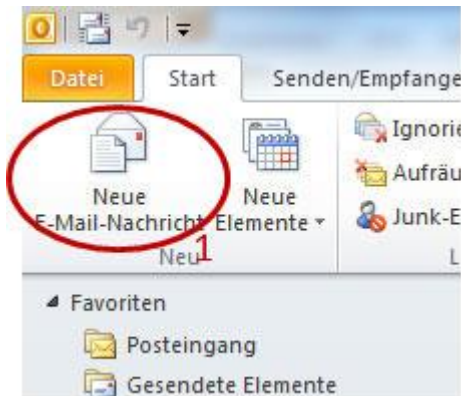 Datei Start Senden/Empfange
Ignorie
Aufräu
Junk-E
Neue
E-Mail-Nachricht
Neue
Elemente
Neu
L
1
Favoriten
Posteingang
Gesendete Elemente